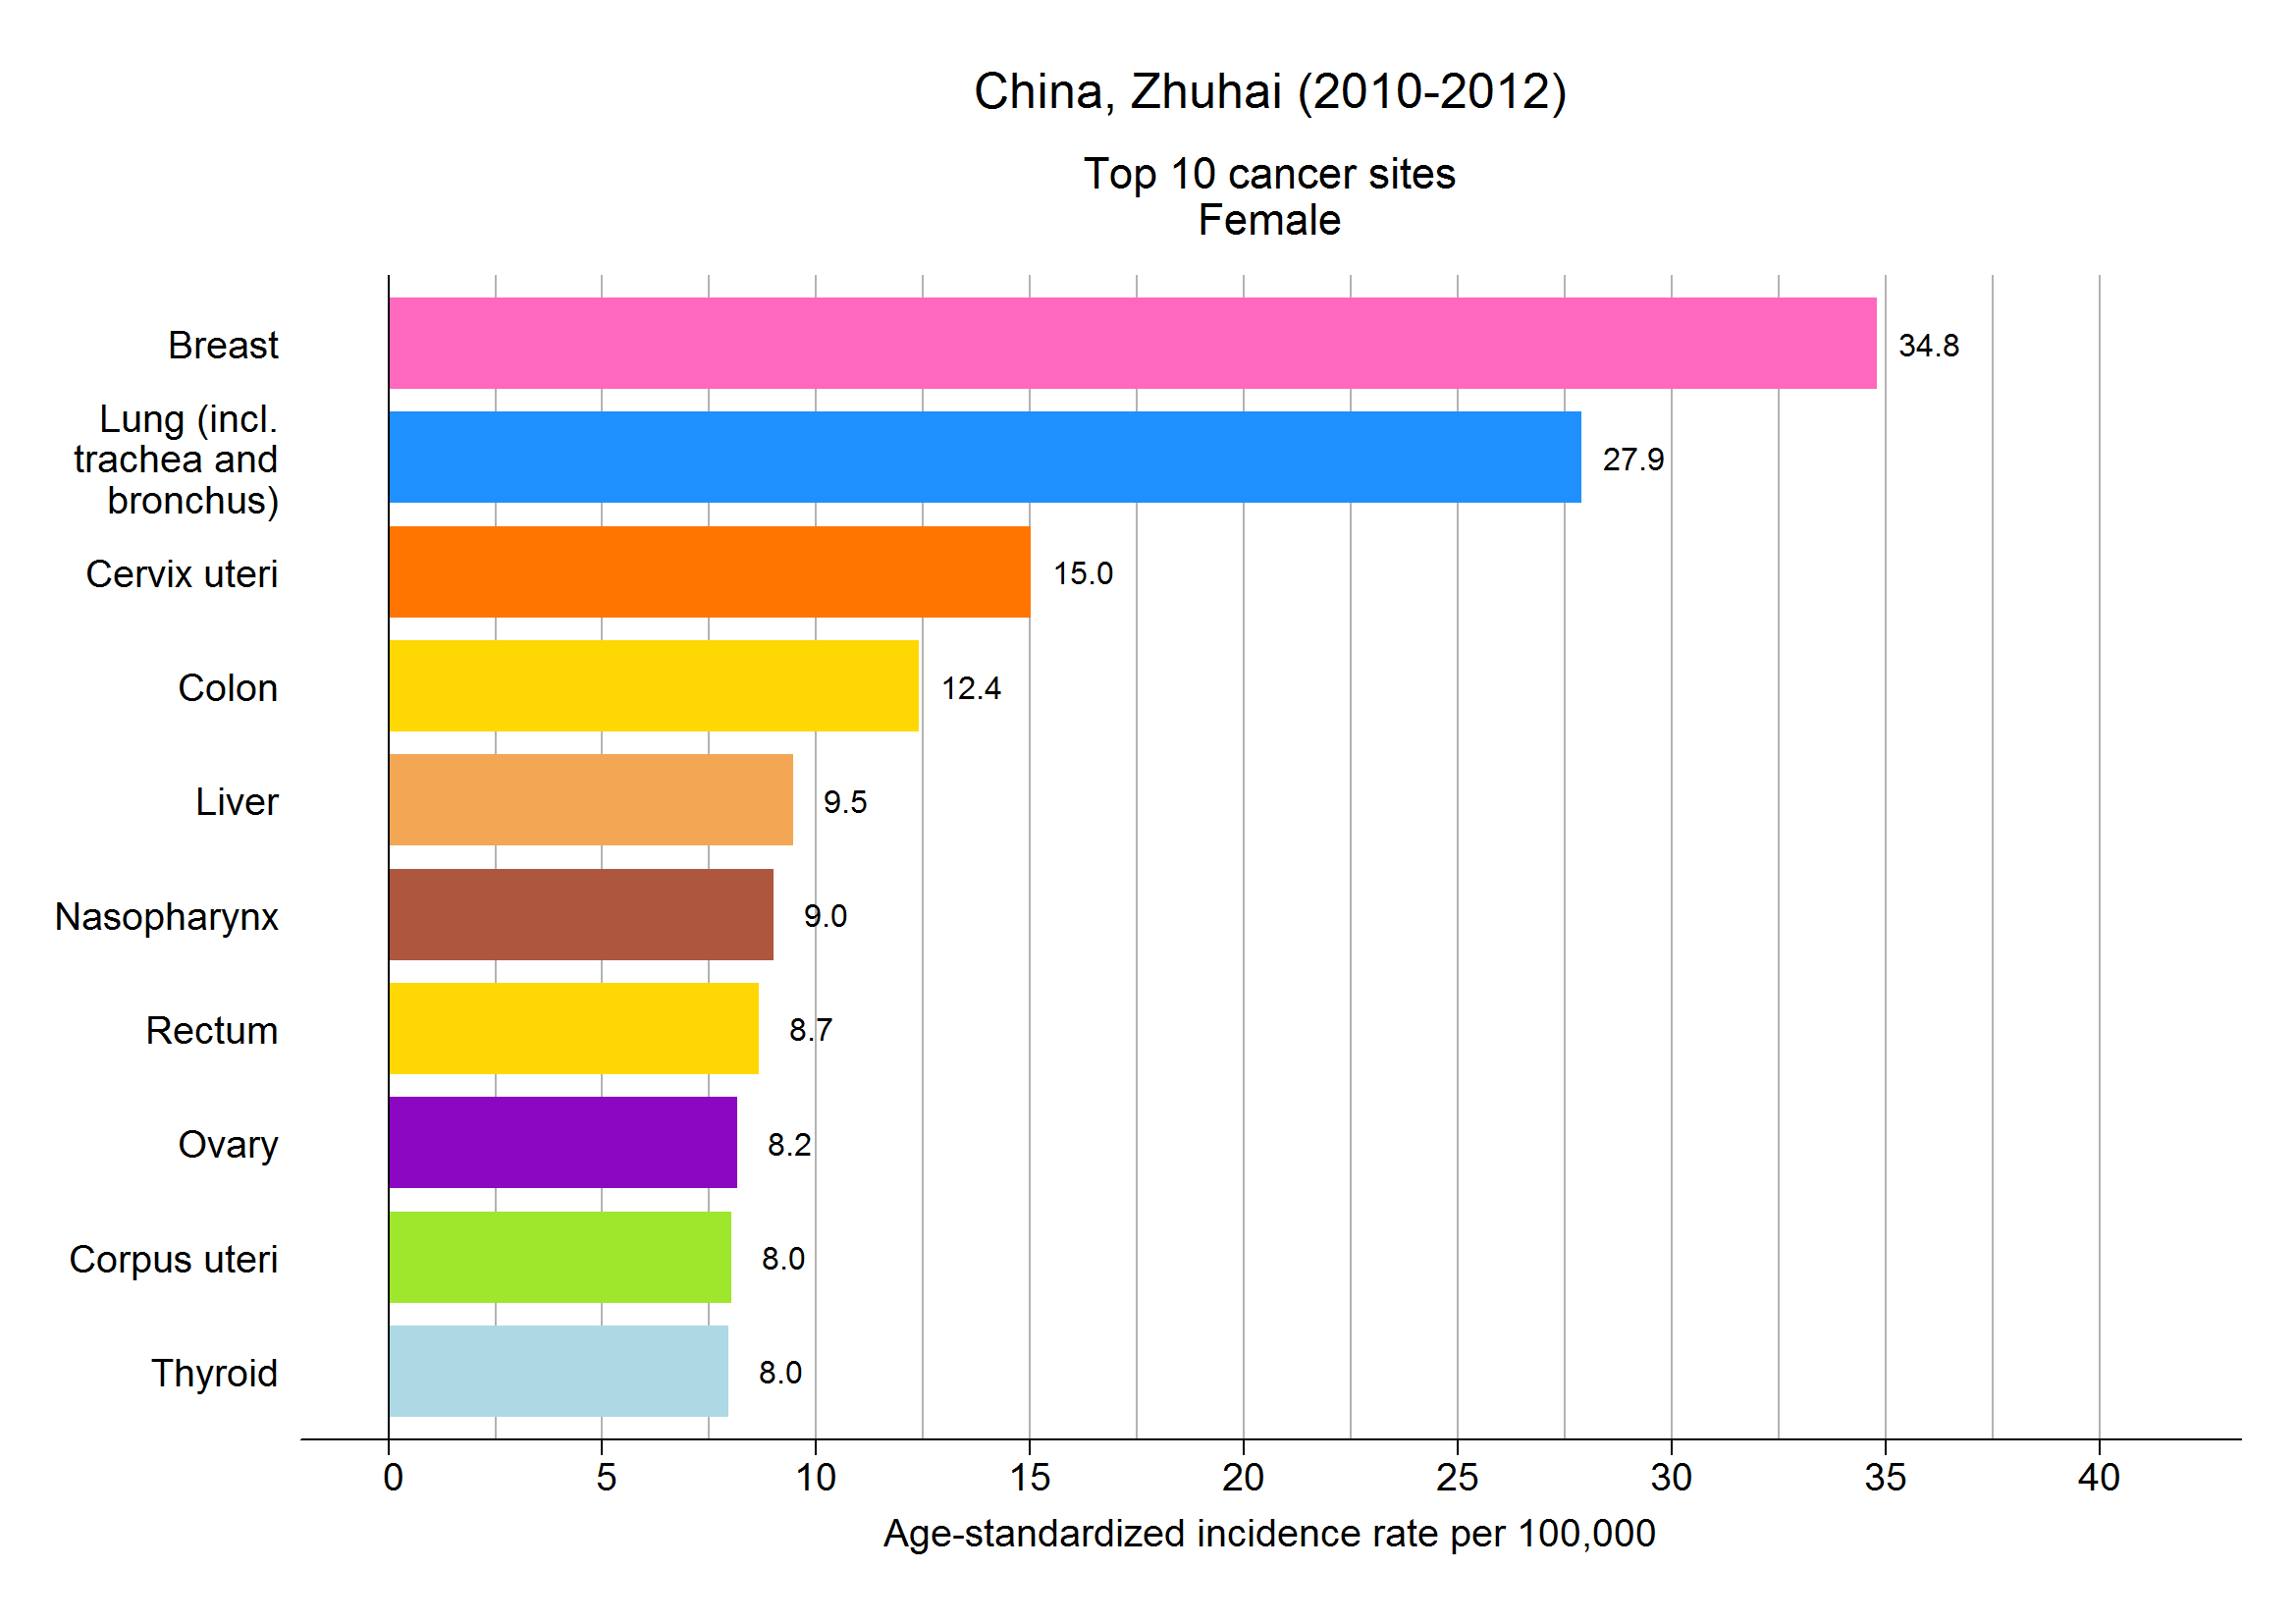 China, Zhuhai (2010-2012)
Top 10 cancer sites
Female
Breast
34.8
Lung (incl.
trachea and
bronchus)
27.9
Cervix uteri
15.0
Colon
12.4
Liver
9.5
Nasopharynx
9.0
Rectum
8.7
Ovary
8.2
Corpus uteri
8.0
Thyroid
8.0
0 5 10 15 20 25 30 35 40
Age-standardized incidence rate per 100,000